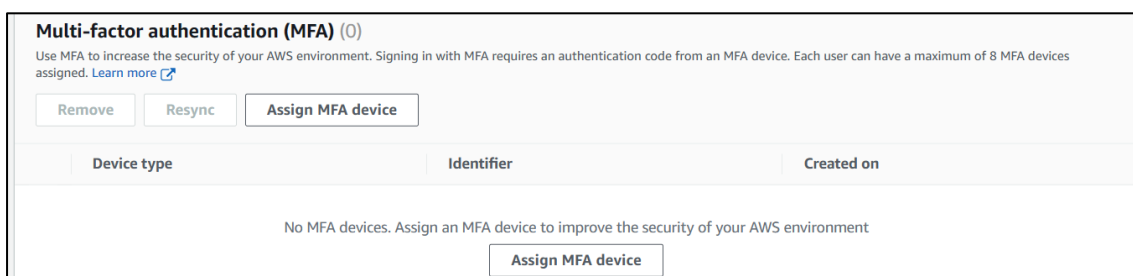 Multi-factor authentication (MFA) (0)
Use MFA to increase the security of your AWS environment. Signing in with MFA requires an authentication code from an MFA device. Each user can have a maximum of 8 MFA devices
assigned. Learn more
Remove Resync Assign MFA device
Device type Identifier Created on
No MFA devices. Assign an MFA device to improve the security of your AWS environment
Assign MFA device